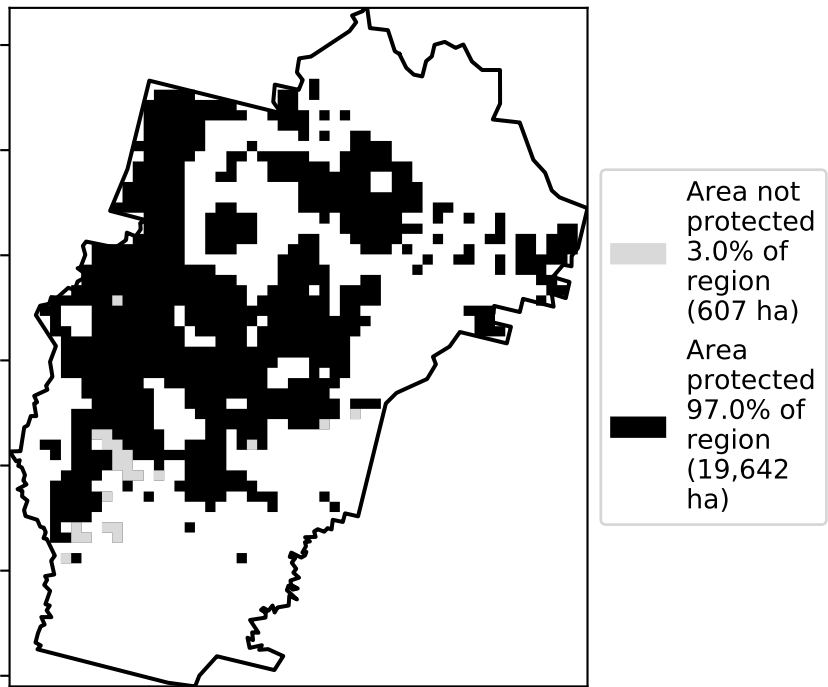 Area not
protected
3.0% of
region
(607 ha)
Area
protected
97.0% of
region
(19,642
ha)